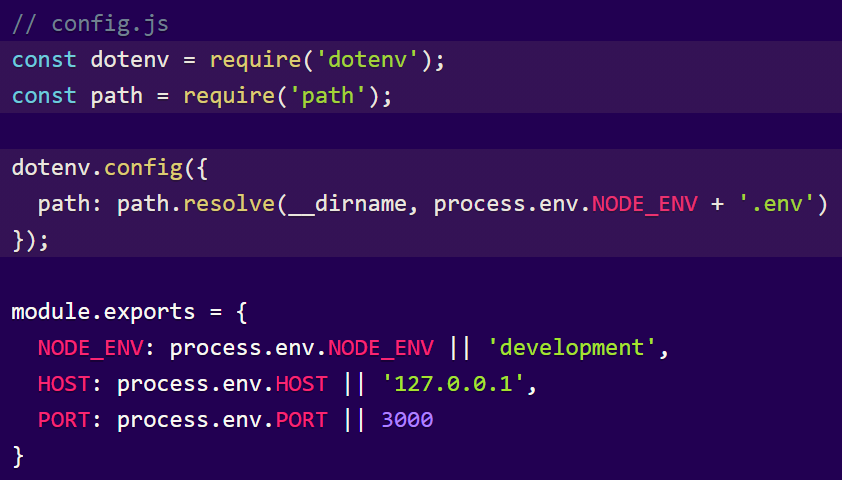 // config.js
const dotenv = require('dotenv');
const path = require('path');
dotenv.config({
  path: path.resolve(__dirname, process.env.NODE_ENV + '.env')
});
module.exports = {
  NODE_ENV: process.env.NODE_ENV || 'development',
  HOST: process.env.HOST || '127.0.0.1',
  PORT: process.env.PORT || 3000
}